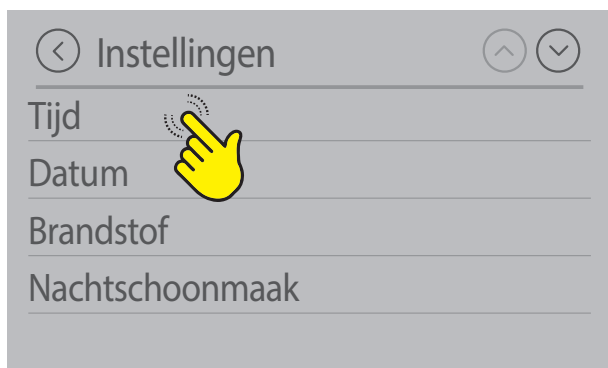 Instellingen
Tijd
Datum
Brandstof
Nachtschoonmaak